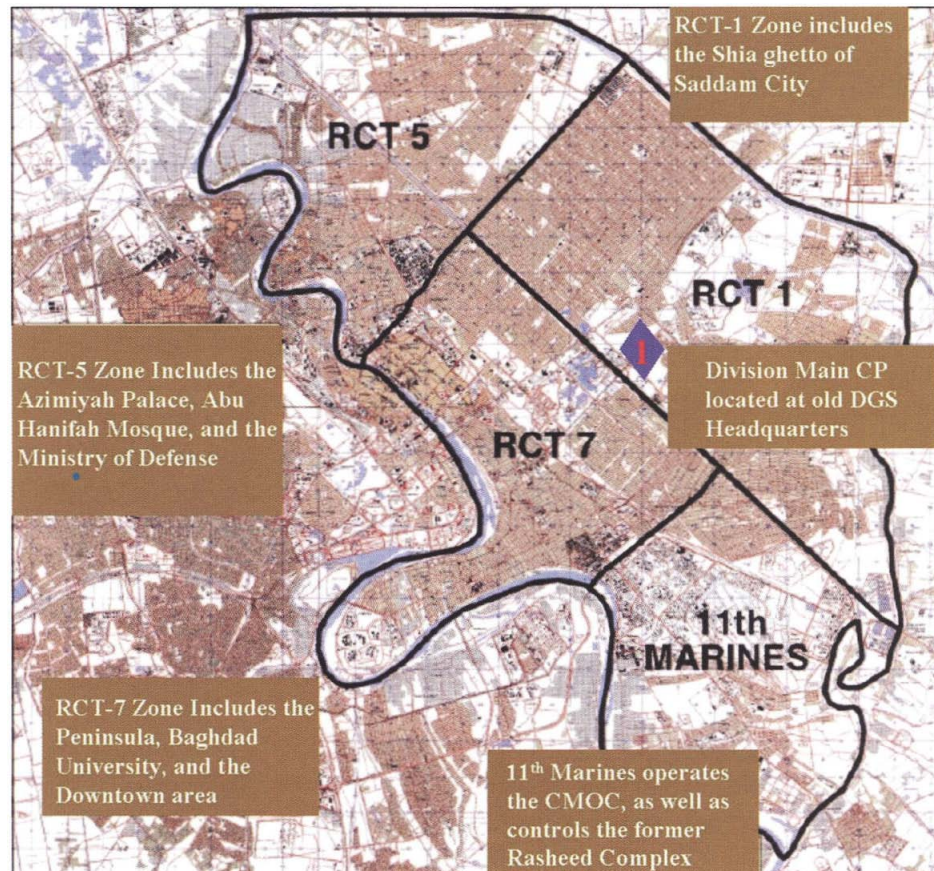 RCT-1 Zone includes
the Shia ghetto of
Saddam City
RCT 5
RCT 1
RCT-5 Zone Includes the
Azimiyah Palace, Abu
Hanifah Mosque, and the
Ministry of Defense
I
Division Main CP
located at old DGS
Headquarters
RCT 7
11th
MARINES
RCT-7 Zone Includes the
Peninsula, Baghdad
University, and the
Downtown area
11th Marines operates
the CMOC, as well as
controls the former
Rasheed Complex